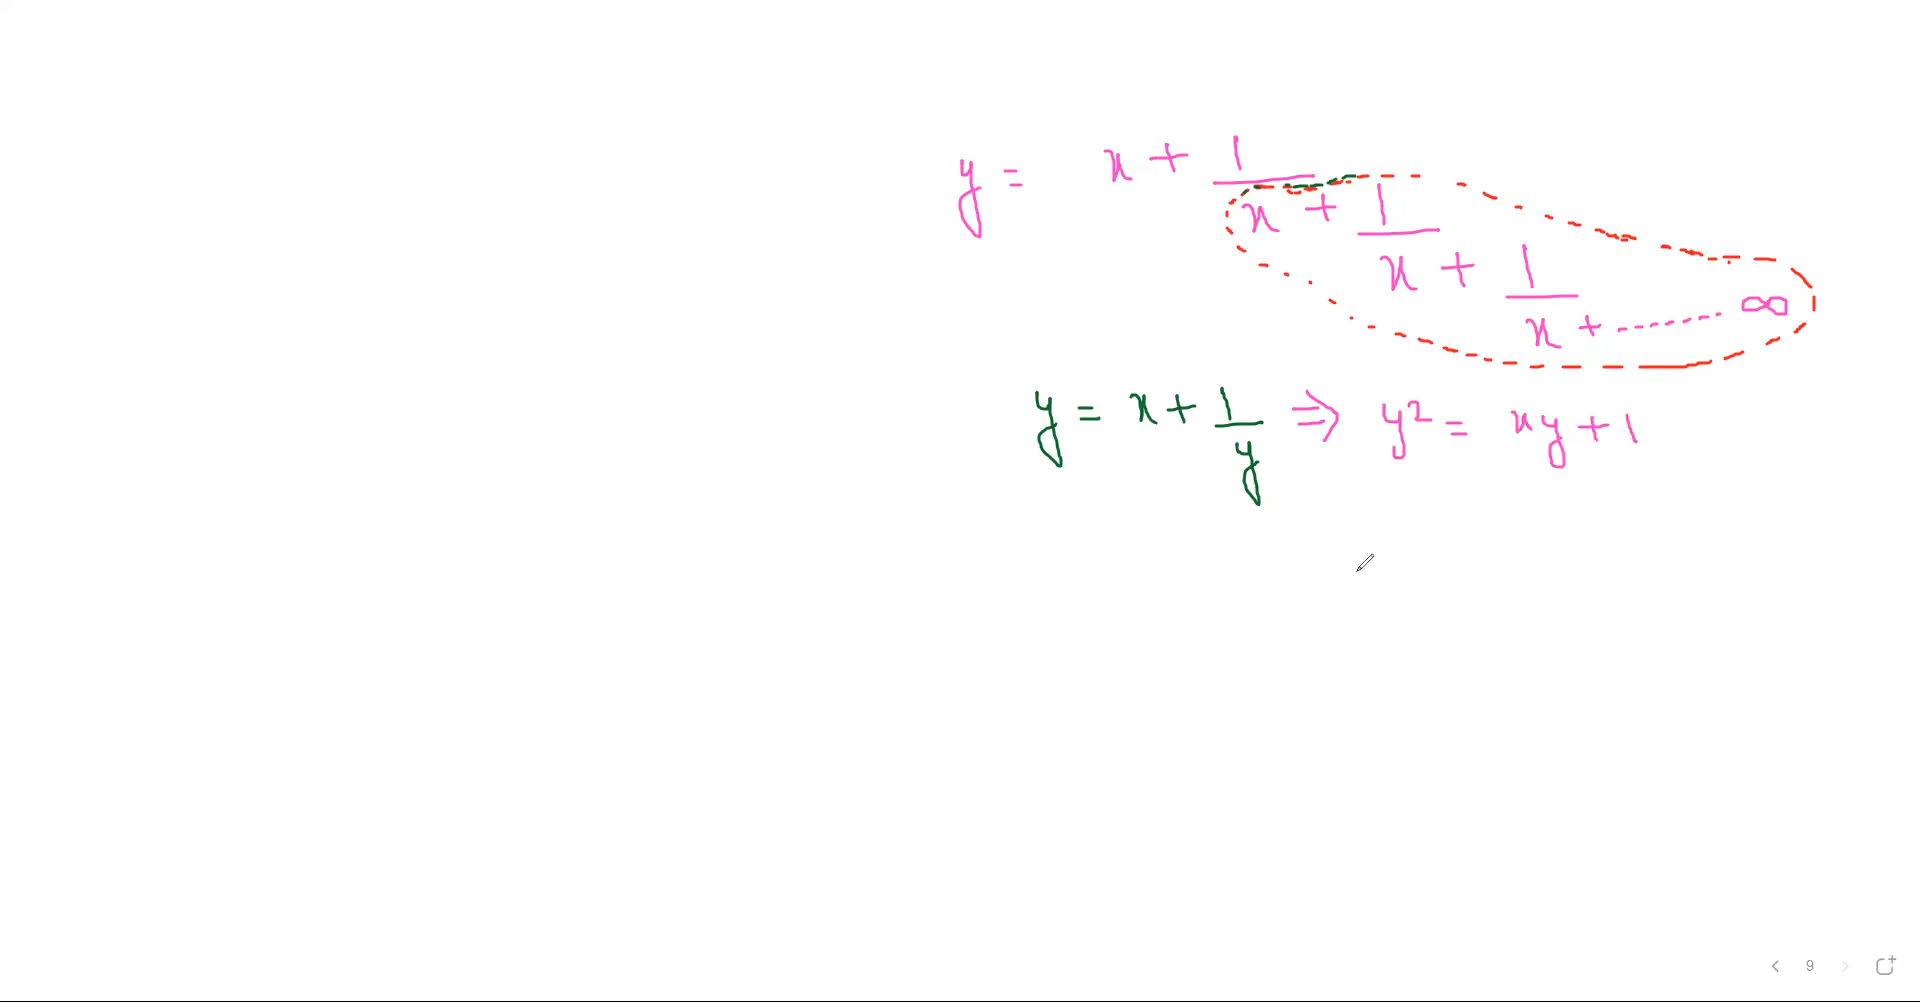 y = x + 1
x + 1
x + 1
x + ........ ∞
y = x + 1/y ⇒ y² = xy + 1
9